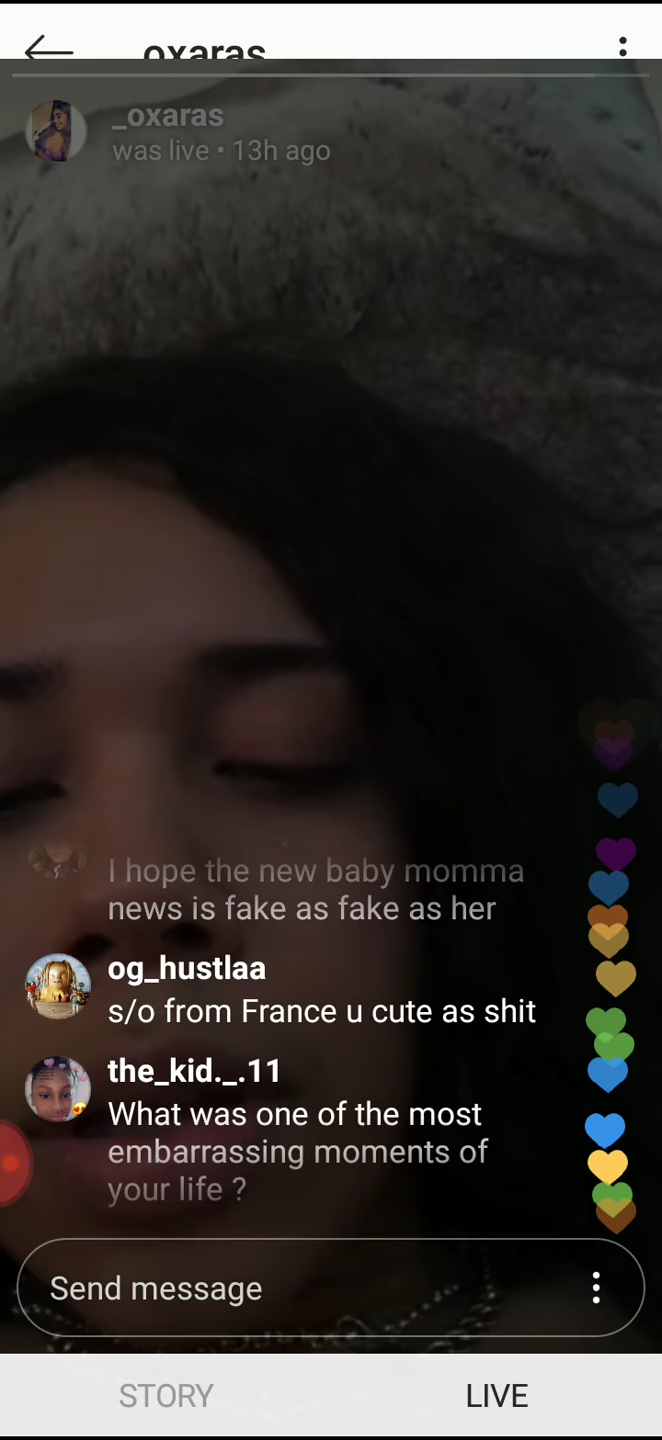 oxaras
_oxaras
was live • 13h ago
I hope the new baby momma
news is fake as fake as her
og_hustlaa
s/o from France u cute as shit
the_kid._.11
What was one of the most
embarrassing moments of
your life ?
Send message
STORY
LIVE